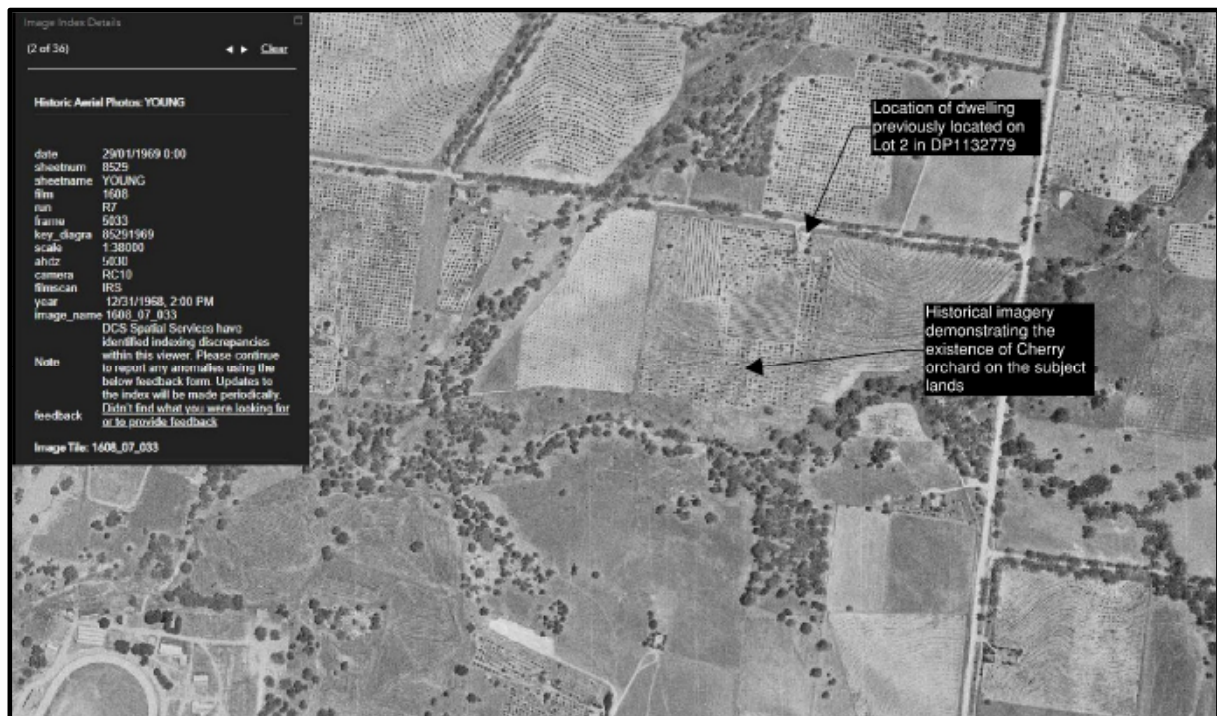 Image Index Details
(2 of 36)
Clear
Historic Aerial Photos: YOUNG
date 29/01/1969 0:00
sheetnum 8529
sheetname YOUNG
film 1608
run R7
frame 5033
key_diagra 85291969
scale 1:38000
ahdz 5030
camera RC10
filmscan IRS
year 12/31/1968, 2:00 PM
image_name 1608_07_033
DCS Spatial Services have
identified indexing discrepancies
within this viewer. Please continue
Note to report any anomalies using the
below feedback form. Updates to
the index will be made periodically.
feedback Didn't find what you were looking for
or to provide feedback
Image Tile: 1608_07_033
Location of dwelling
previously located on
Lot 2 in DP1132779
Historical imagery
demonstrating the
existence of Cherry
orchard on the subject
lands